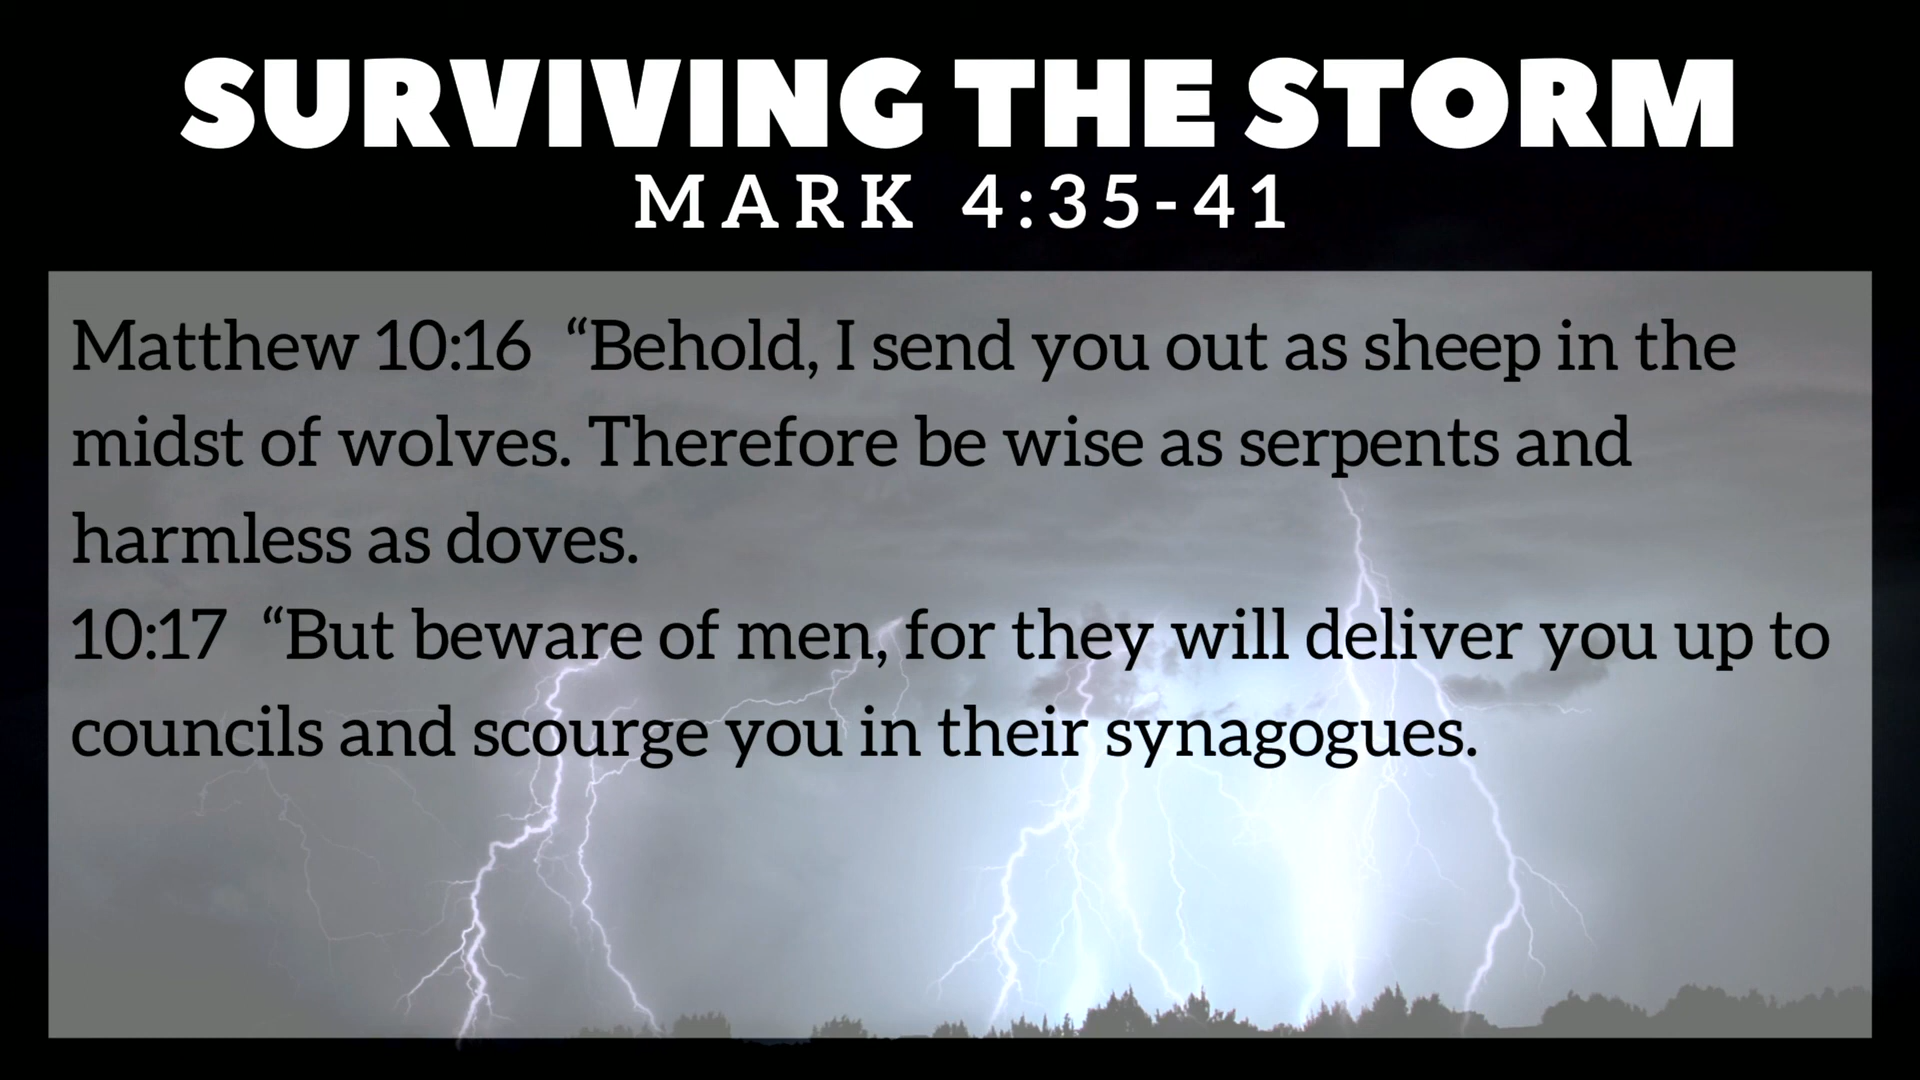 SURVIVING THE STORM
MARK 4:35-41
Matthew 10:16 “Behold, I send you out as sheep in the
midst of wolves. Therefore be wise as serpents and
harmless as doves.
10:17 “But beware of men, for they will deliver you up to
councils and scourge you in their synagogues.